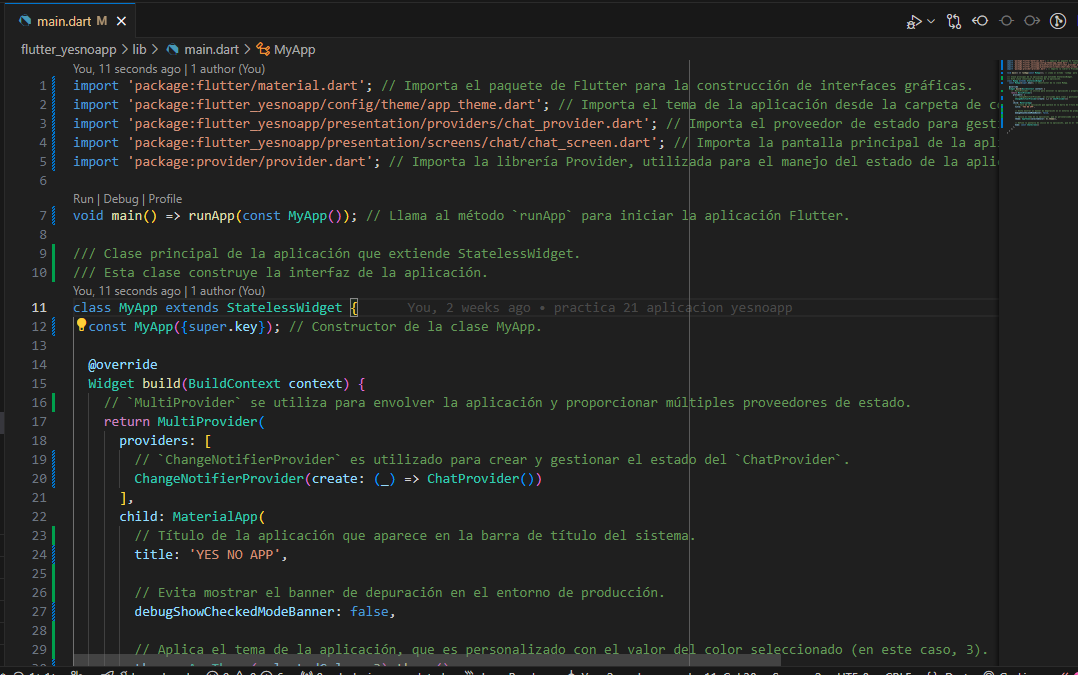 main.dart M
flutter_yesnoapp > lib > main.dart > MyApp
You, 11 seconds ago | 1 author (You)
1 import 'package:flutter/material.dart'; // Importa el paquete de Flutter para la construcción de interfaces gráficas.
2 import 'package:flutter_yesnoapp/config/theme/app_theme.dart'; // Importa el tema de la aplicación desde la carpeta de
3 import 'package:flutter_yesnoapp/presentation/providers/chat_provider.dart'; // Importa el proveedor de estado para
4 import 'package:flutter_yesnoapp/presentation/screens/chat/chat_screen.dart'; // Importa la pantalla principal de la
5 import 'package:provider/provider.dart'; // Importa la librería Provider, utilizada para el manejo del estado de la
6
Run | Debug | Profile
7 void main() => runApp(const MyApp()); // Llama al método `runApp` para iniciar la aplicación Flutter.
8
9 /// Clase principal de la aplicación que extiende StatelessWidget.
10 /// Esta clase construye la interfaz de la aplicación.
You, 11 seconds ago | 1 author (You)
11 class MyApp extends StatelessWidget { You, 2 weeks ago • practica 21 aplicacion yesnoapp
12 const MyApp({super.key}); // Constructor de la clase MyApp.
13
14 @override
15 Widget build(BuildContext context) {
16 // `MultiProvider` se utiliza para envolver la aplicación y proporcionar múltiples proveedores de estado.
17 return MultiProvider(
18 providers: [
19 // `ChangeNotifierProvider` es utilizado para crear y gestionar el estado del `ChatProvider`.
20 ChangeNotifierProvider(create: (_) => ChatProvider())
21 ],
22 child: MaterialApp(
23 // Título de la aplicación que aparece en la barra de título del sistema.
24 title: 'YES NO APP',
25
26 // Evita mostrar el banner de depuración en el entorno de producción.
27 debugShowCheckedModeBanner: false,
28
29 // Aplica el tema de la aplicación, que es personalizado con el valor del color seleccionado (en este caso, 3).